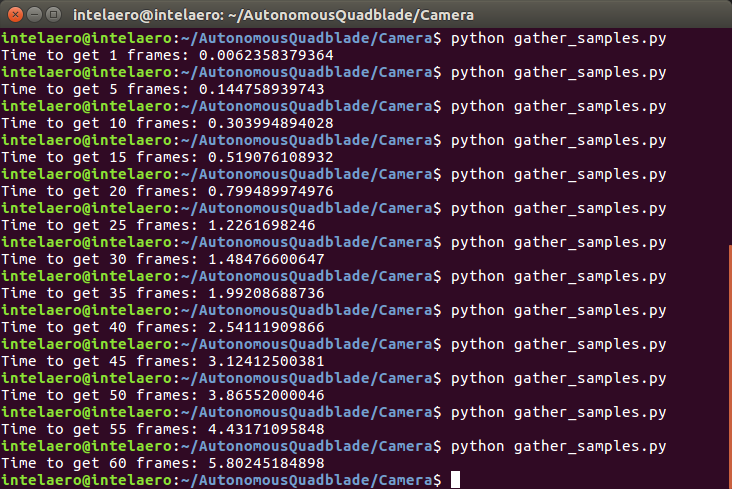 intelaero@intelaero: ~/AutonomousQuadblade/Camera
intelaero@intelaero:~/AutonomousQuadblade/Camera$ python gather_samples.py
Time to get 1 frames: 0.0062358379364
intelaero@intelaero:~/AutonomousQuadblade/Camera$ python gather_samples.py
Time to get 5 frames: 0.144758939743
intelaero@intelaero:~/AutonomousQuadblade/Camera$ python gather_samples.py
Time to get 10 frames: 0.303994894028
intelaero@intelaero:~/AutonomousQuadblade/Camera$ python gather_samples.py
Time to get 15 frames: 0.519076108932
intelaero@intelaero:~/AutonomousQuadblade/Camera$ python gather_samples.py
Time to get 20 frames: 0.799489974976
intelaero@intelaero:~/AutonomousQuadblade/Camera$ python gather_samples.py
Time to get 25 frames: 1.2261698246
intelaero@intelaero:~/AutonomousQuadblade/Camera$ python gather_samples.py
Time to get 30 frames: 1.48476600647
intelaero@intelaero:~/AutonomousQuadblade/Camera$ python gather_samples.py
Time to get 35 frames: 1.99208688736
intelaero@intelaero:~/AutonomousQuadblade/Camera$ python gather_samples.py
Time to get 40 frames: 2.54111909866
intelaero@intelaero:~/AutonomousQuadblade/Camera$ python gather_samples.py
Time to get 45 frames: 3.12412500381
intelaero@intelaero:~/AutonomousQuadblade/Camera$ python gather_samples.py
Time to get 50 frames: 3.86552000046
intelaero@intelaero:~/AutonomousQuadblade/Camera$ python gather_samples.py
Time to get 55 frames: 4.43171095848
intelaero@intelaero:~/AutonomousQuadblade/Camera$ python gather_samples.py
Time to get 60 frames: 5.80245184898
intelaero@intelaero:~/AutonomousQuadblade/Camera$